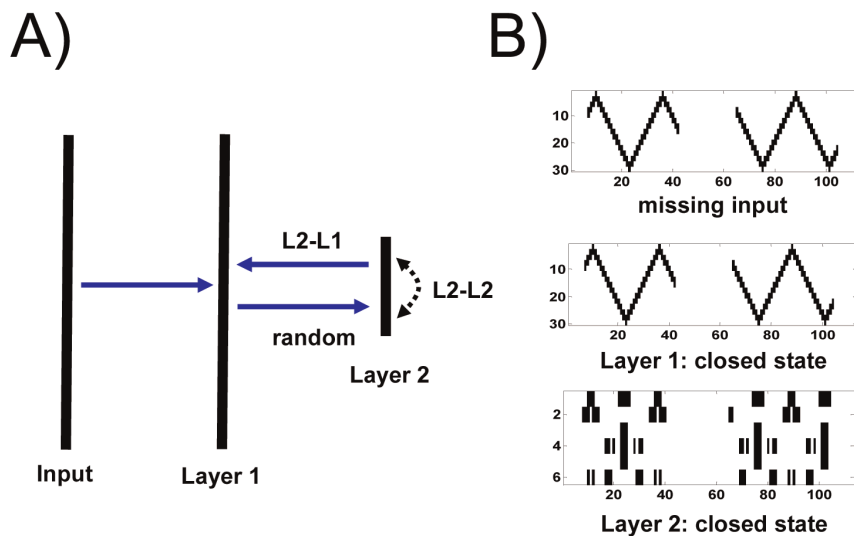 A)
B)
L2-L1
L2-L2
random
Layer 2
Input
Layer 1
10
20
30
20 40 60 80 100
missing input
10
20
30
20 40 60 80 100
Layer 1: closed state
2
4
6
20 40 60 80 100
Layer 2: closed state